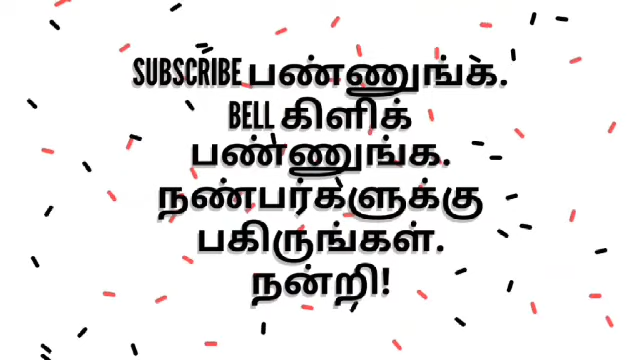 SUBSCRIBE பண்ணுங்க.
BELL கிளிக்
பண்ணுங்க.
நண்பர்களுக்கு
பகிருங்கள்.
நன்றி!